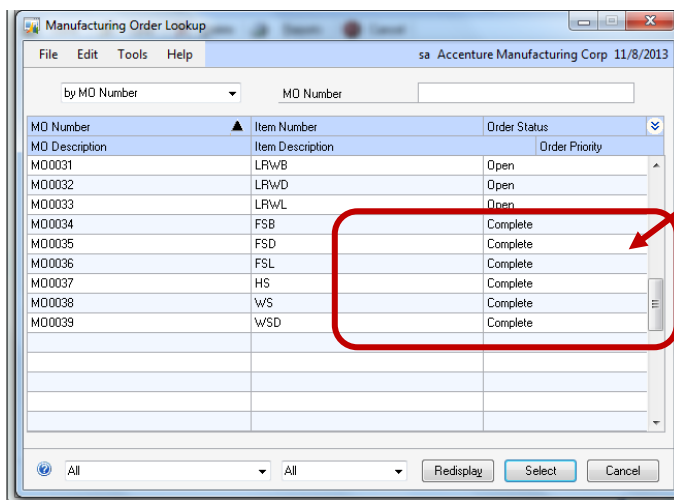 Manufacturing Order Lookup
File Edit Tools Help sa Accenture Manufacturing Corp 11/8/2013
by MO Number MO Number
MO Number Item Number Order Status
MO Description Item Description Order Priority
MO0031 LRWB Open
MO0032 LRWD Open
MO0033 LRWL Open
MO0034 FSB Complete
MO0035 FSD Complete
MO0036 FSL Complete
MO0037 HS Complete
MO0038 WS Complete
MO0039 WSD Complete
All All Redisplay Select Cancel